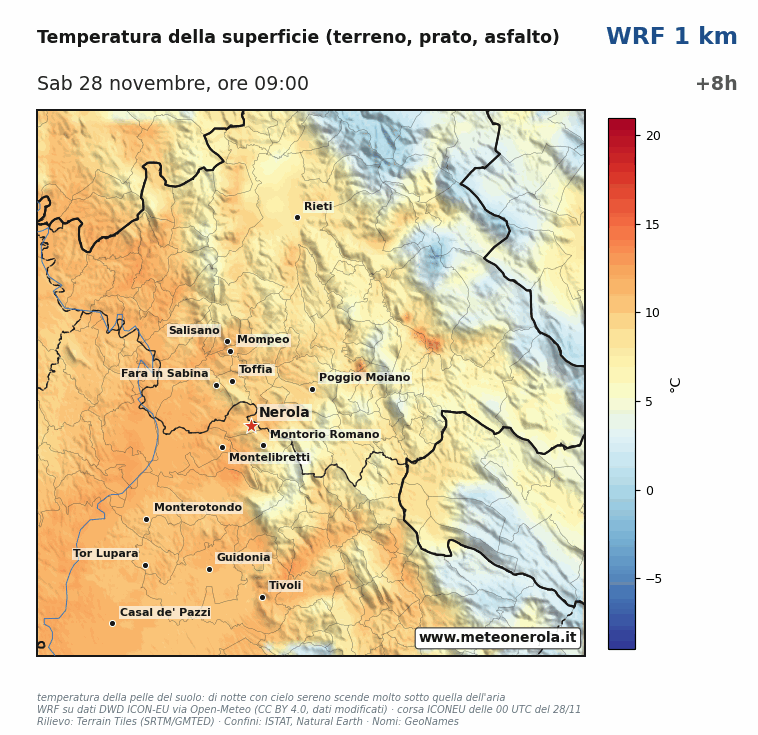 Temperatura della superficie (terreno, prato, asfalto)
WRF 1 km
Sab 28 novembre, ore 09:00
+8h
Rieti
Salisano
Mompeo
Fara in Sabina
Toffia
Poggio Moiano
Nerola
Montorio Romano
Montelibretti
Monterotondo
Tor Lupara
Guidonia
Tivoli
Casal de' Pazzi
www.meteonerola.it
20
15
10
5
0
−5
°C
temperatura della pelle del suolo: di notte con cielo sereno scende molto sotto quella dell'aria
WRF su dati DWD ICON-EU via Open-Meteo (CC BY 4.0, dati modificati) · corsa ICONEU delle 00 UTC del 28/11
Rilievo: Terrain Tiles (SRTM/GMTED) · Confini: ISTAT, Natural Earth · Nomi: GeoNames